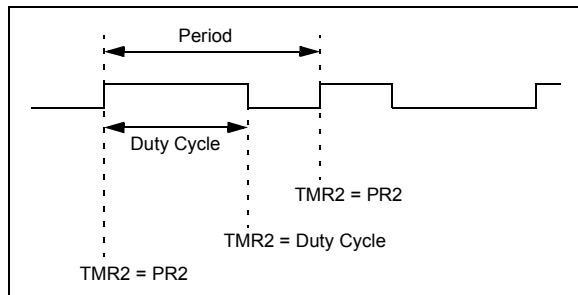 Period
Duty Cycle
TMR2 = PR2
TMR2 = Duty Cycle
TMR2 = PR2